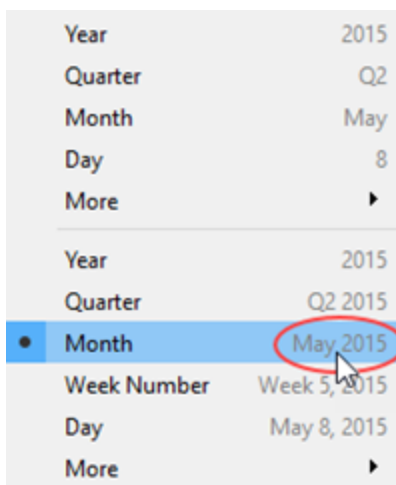 Year 2015
Quarter Q2
Month May
Day 8
More
Year 2015
Quarter Q2 2015
Month May 2015
Week Number Week 5, 2015
Day May 8, 2015
More